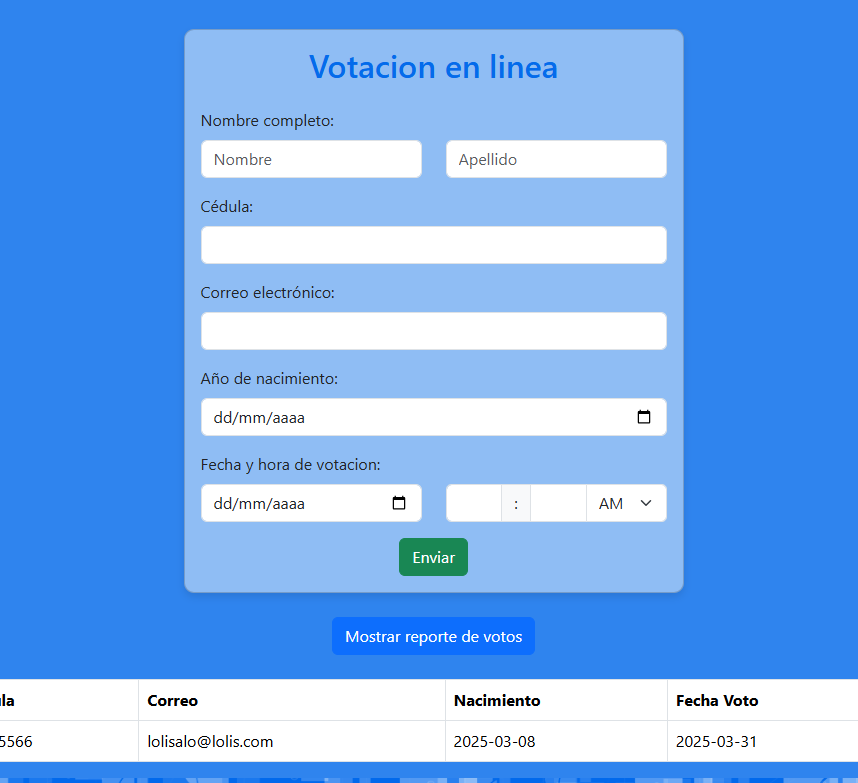 Votacion en linea
Nombre completo:
Nombre Apellido
Cédula:
Correo electrónico:
Año de nacimiento:
dd/mm/aaaa
Fecha y hora de votacion:
dd/mm/aaaa : AM
Enviar
Mostrar reporte de votos
la Correo Nacimiento Fecha Voto
5566 lolisalo@lolis.com 2025-03-08 2025-03-31